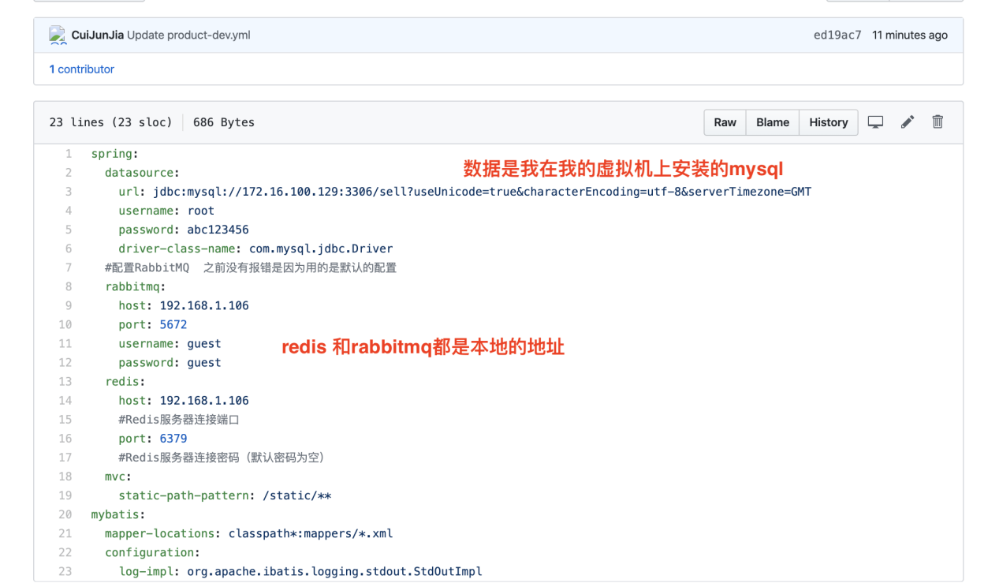 CuiJunJia Update product-dev.yml ed19ac7 11 minutes ago
1 contributor
23 lines (23 sloc) 686 Bytes Raw Blame History
1 spring:
数据是我在我的虚拟机上安装的mysql
2 datasource:
3 url: jdbc:mysql://172.16.100.129:3306/sell?useUnicode=true&characterEncoding=utf-8&serverTimezone=GMT
4 username: root
5 password: abc123456
6 driver-class-name: com.mysql.jdbc.Driver
7 #配置RabbitMQ 之前没有报错是因为用的是默认的配置
8 rabbitmq:
9 host: 192.168.1.106
10 port: 5672
11 username: guest
redis 和rabbitmq都是本地的地址
12 password: guest
13 redis:
14 host: 192.168.1.106
15 #Redis服务器连接端口
16 port: 6379
17 #Redis服务器连接密码（默认密码为空）
18 mvc:
19 static-path-pattern: /static/**
20 mybatis:
21 mapper-locations: classpath*:mappers/*.xml
22 configuration:
23 log-impl: org.apache.ibatis.logging.stdout.StdOutImpl